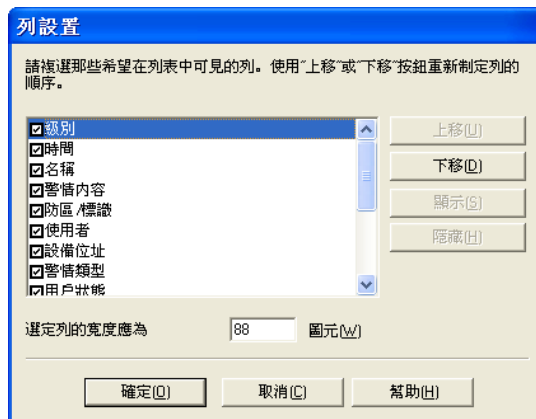 列設置
請複選那些希望在列表中可見的列。使用"上移"或"下移"按鈕重新制定列的
順序。
級別
時間
名稱
警情內容
防區/標識
使用者
設備位址
警情類型
用戶狀態
上移(U)
下移(D)
顯示(S)
隱藏(H)
選定列的寬度應為 88 圖元(W)
確定(O) 取消(C) 幫助(H)